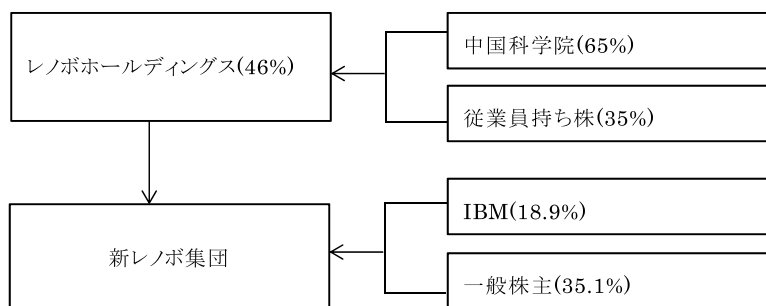 レノボホールディングス(46%)
中国科学院(65%)
従業員持ち株(35%)
新レノボ集団
IBM(18.9%)
一般株主(35.1%)